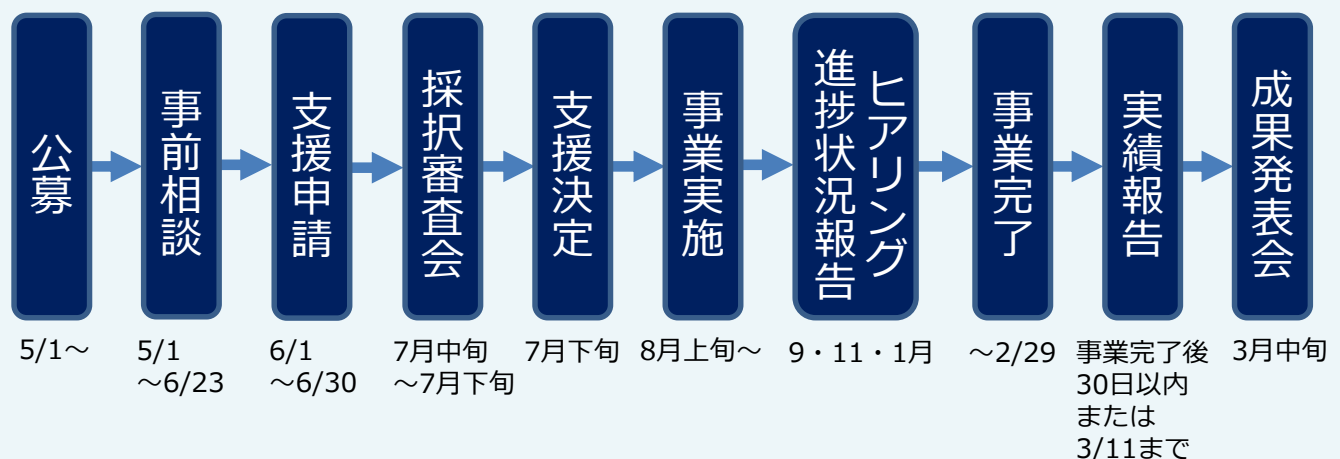 公募
事前相談
支援申請
採択審査会
支援決定
事業実施
ヒアリング
進捗状況報告
事業完了
実績報告
成果発表会
5/1～
5/1
～6/23
6/1
～6/30
7月中旬
～7月下旬
7月下旬
8月上旬～
9・11・1月
～2/29
事業完了後
30日以内
または
3/11まで
3月中旬